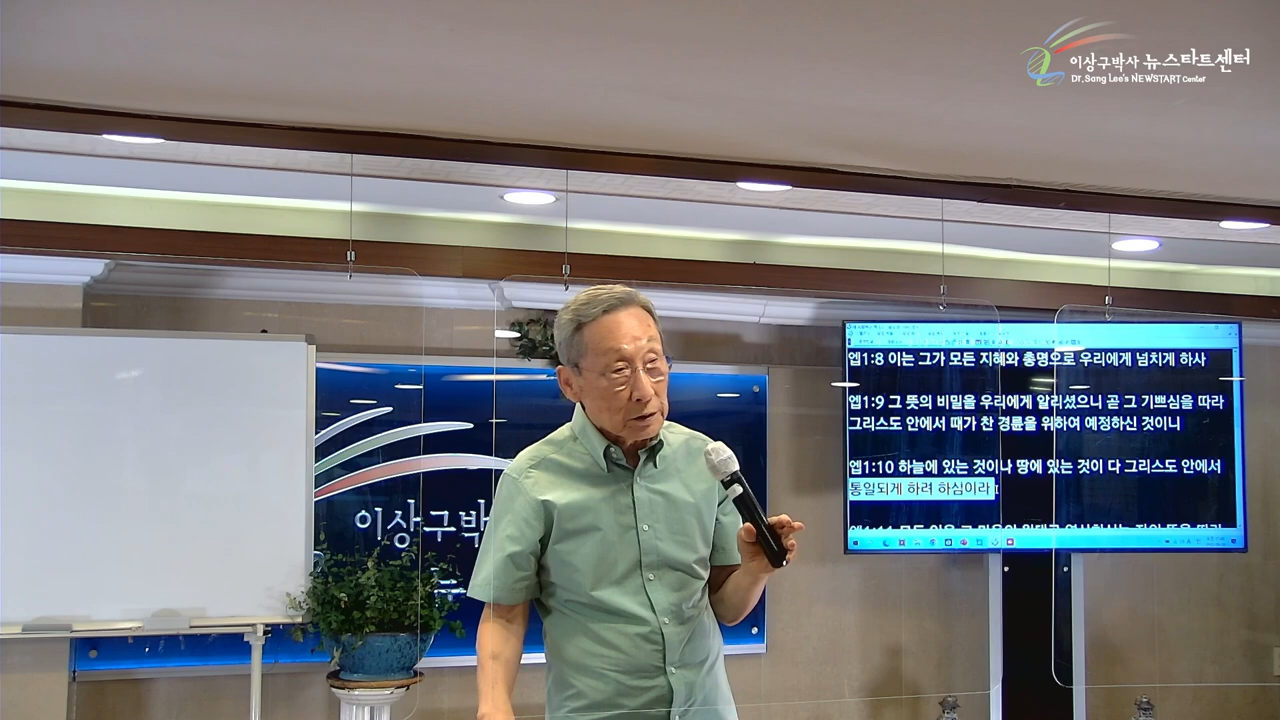 이상구박사 뉴스타트센터
Dr. Sang Lee's NEWSTART Center
엡1:8 이는 그가 모든 지혜와 총명으로 우리에게 넘치게 하사
엡1:9 그 뜻의 비밀을 우리에게 알리셨으니 곧 그 기쁘심을 따라
그리스도 안에서 때가 찬 경륜을 위하여 예정하신 것이니
엡1:10 하늘에 있는 것이나 땅에 있는 것이 다 그리스도 안에서
통일되게 하려 하심이라
이상구박